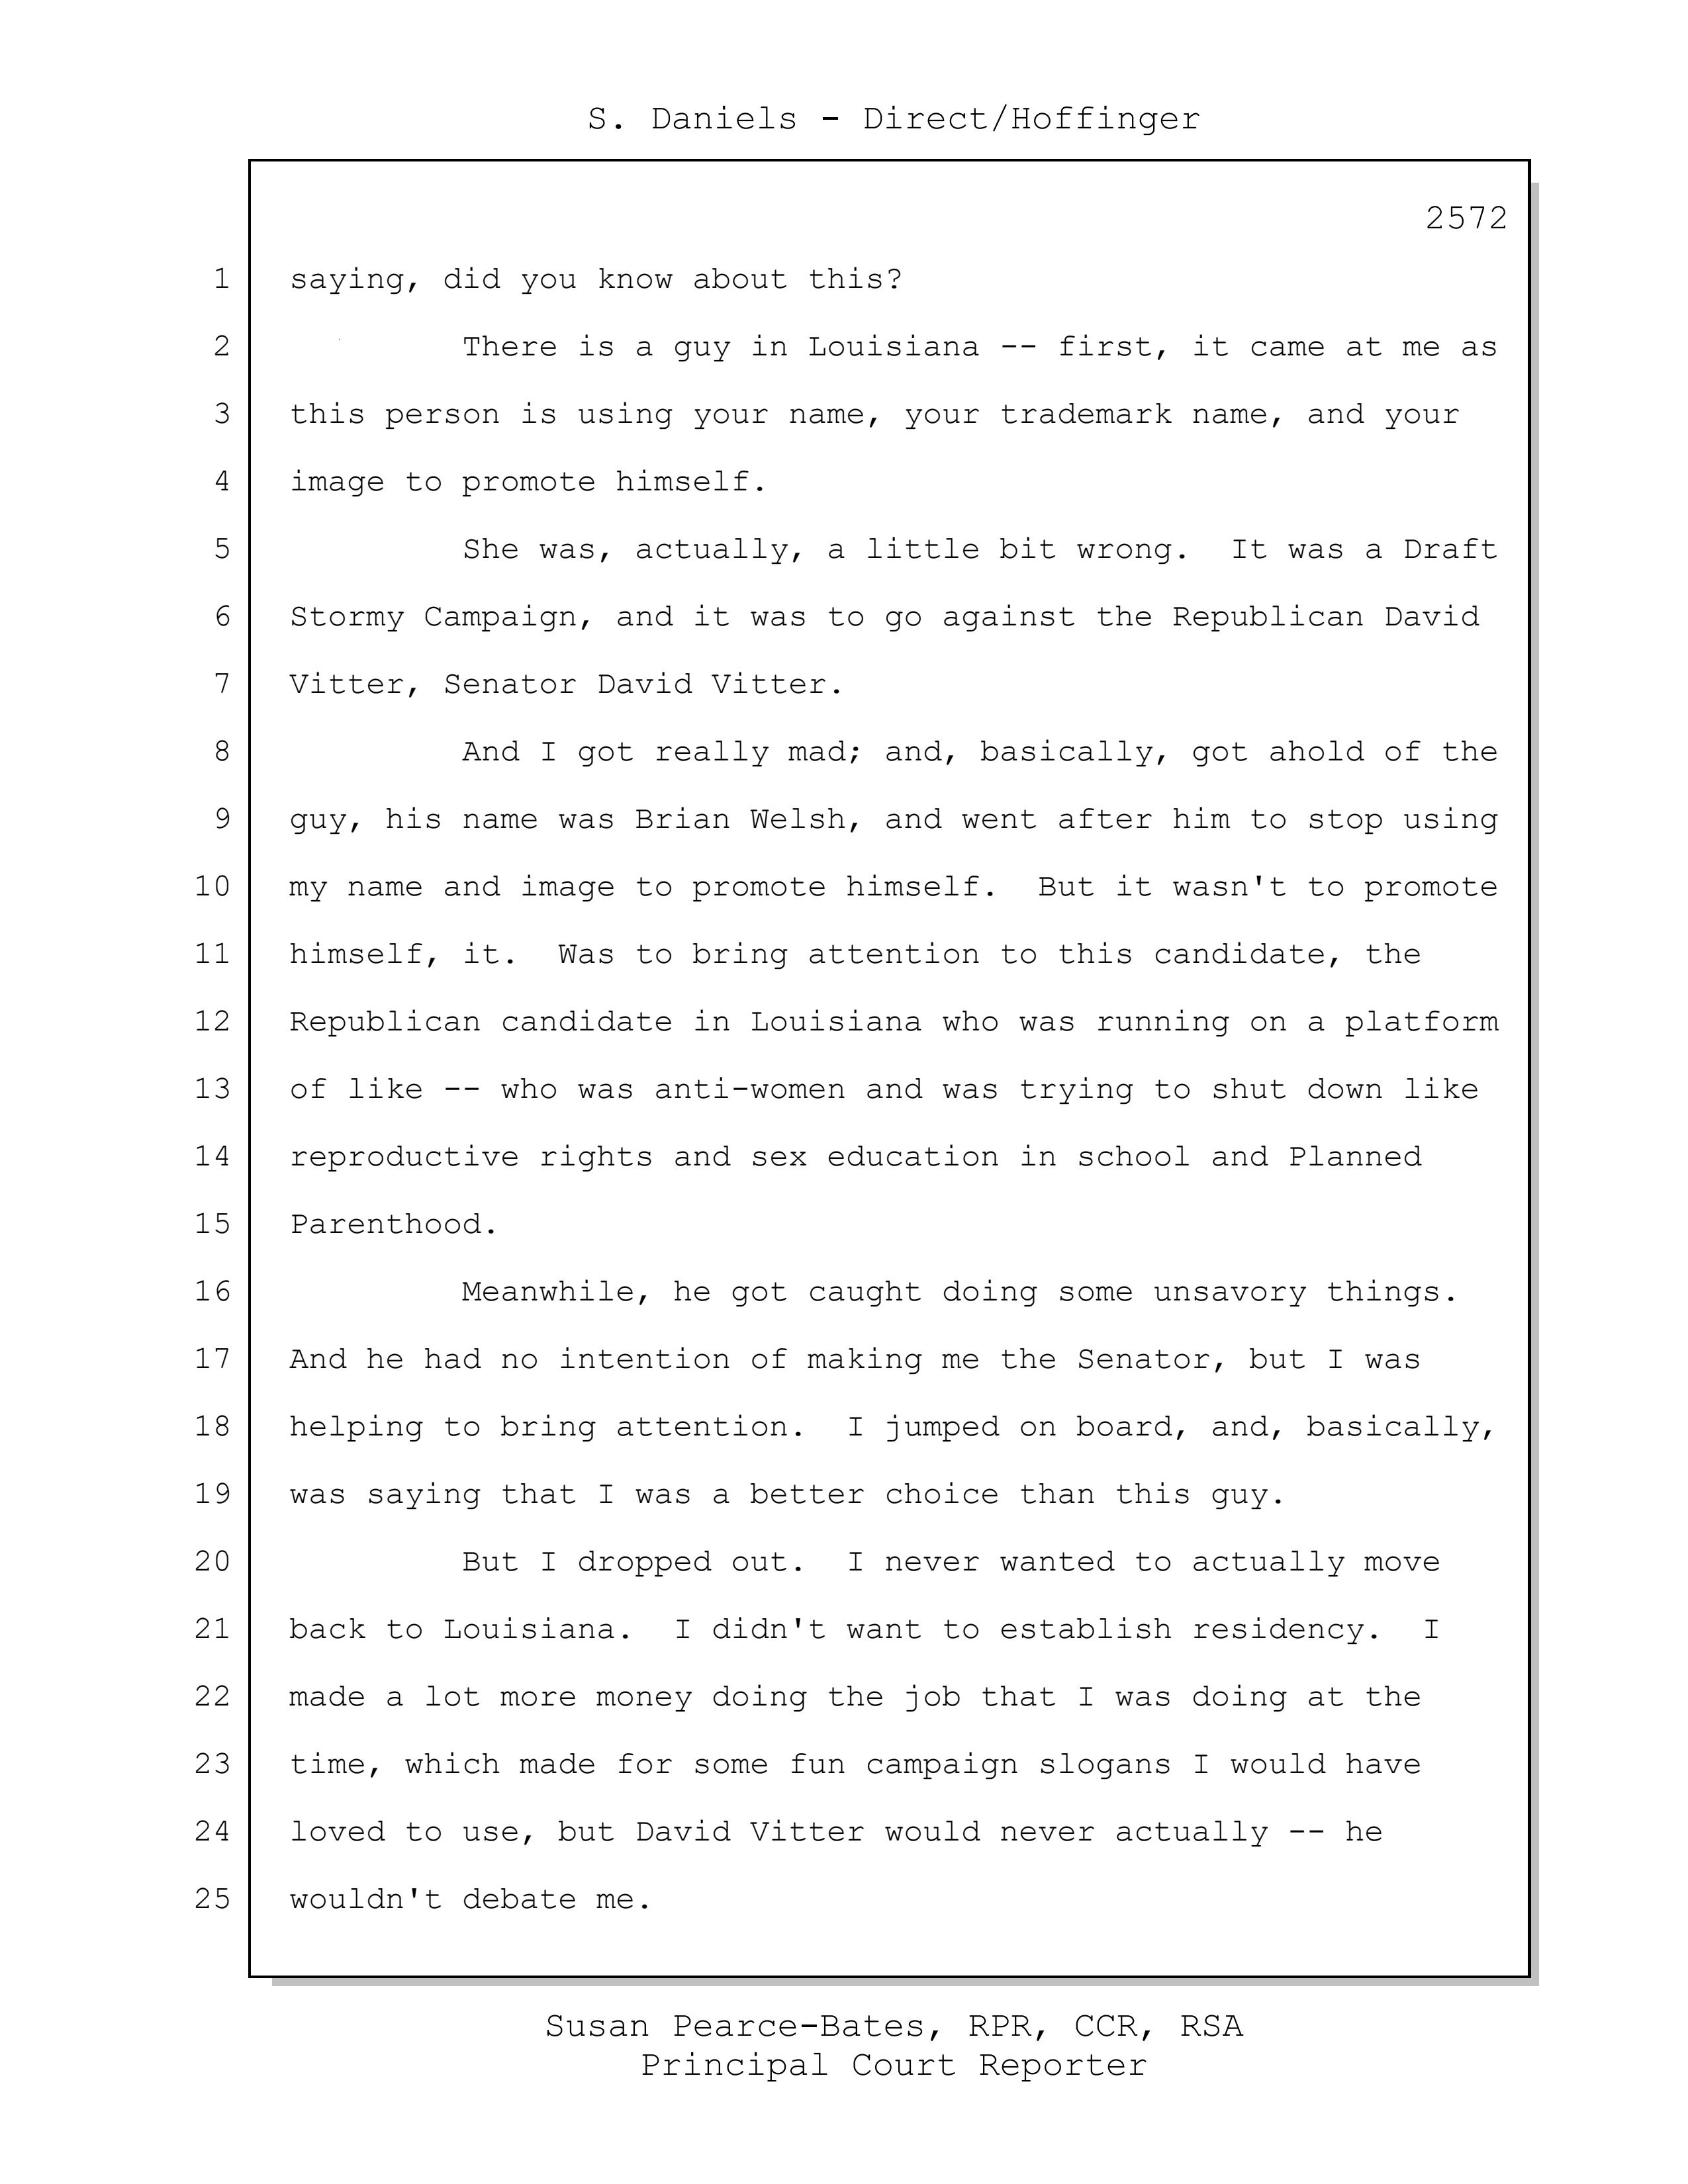 S. Daniels - Direct/Hoffinger
2572
1 saying, did you know about this?
2 There is a guy in Louisiana -- first, it came at me as
3 this person is using your name, your trademark name, and your
4 image to promote himself.
5 She was, actually, a little bit wrong.  It was a Draft
6 Stormy Campaign, and it was to go against the Republican David
7 Vitter, Senator David Vitter.
8 And I got really mad; and, basically, got ahold of the
9 guy, his name was Brian Welsh, and went after him to stop using
10 my name and image to promote himself.  But it wasn't to promote
11 himself, it.  Was to bring attention to this candidate, the
12 Republican candidate in Louisiana who was running on a platform
13 of like -- who was anti-women and was trying to shut down like
14 reproductive rights and sex education in school and Planned
15 Parenthood.
16 Meanwhile, he got caught doing some unsavory things.
17 And he had no intention of making me the Senator, but I was
18 helping to bring attention.  I jumped on board, and, basically,
19 was saying that I was a better choice than this guy.
20 But I dropped out.  I never wanted to actually move
21 back to Louisiana.  I didn't want to establish residency.  I
22 made a lot more money doing the job that I was doing at the
23 time, which made for some fun campaign slogans I would have
24 loved to use, but David Vitter would never actually -- he
25 wouldn't debate me.
Susan Pearce-Bates, RPR, CCR, RSA
Principal Court Reporter